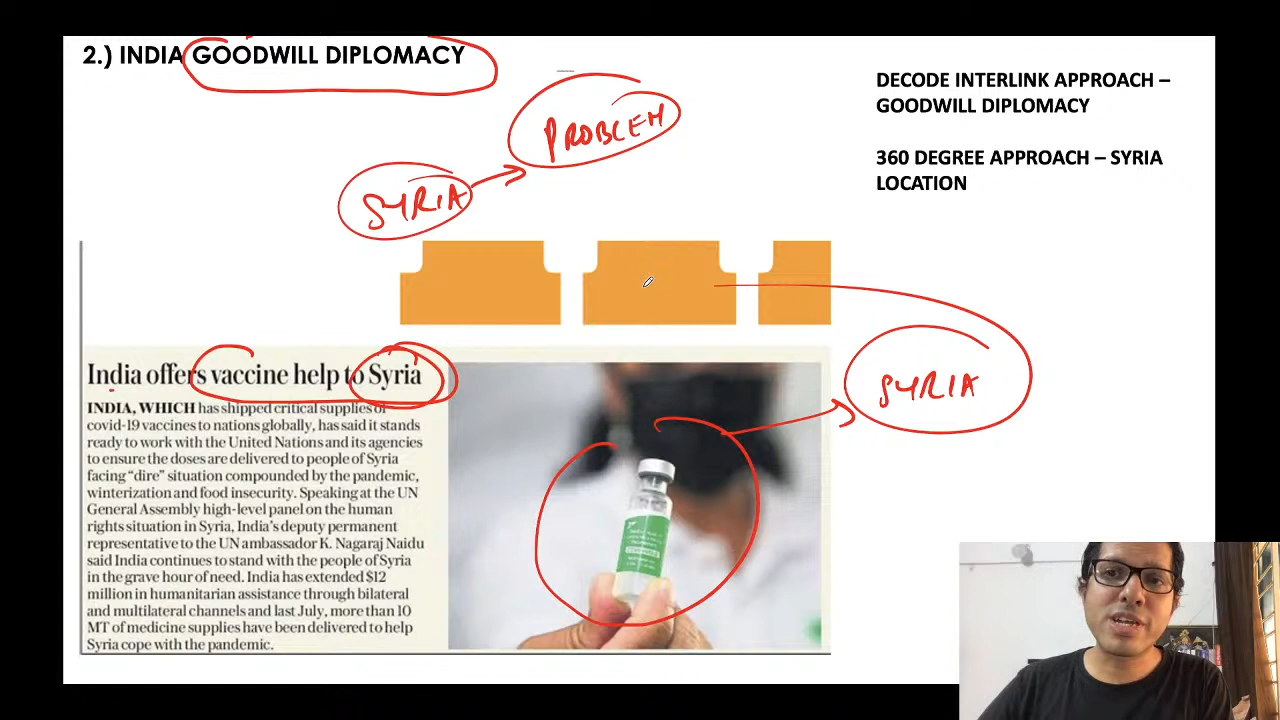 2.) INDIA GOODWILL DIPLOMACY
DECODE INTERLINK APPROACH –
GOODWILL DIPLOMACY
360 DEGREE APPROACH – SYRIA
LOCATION
PROBLEM
SYRIA
SYRIA
India offers vaccine help to Syria
INDIA, WHICH has shipped critical supplies of
covid-19 vaccines to nations globally, has said it stands
ready to work with the United Nations and its agencies
to ensure the doses are delivered to people of Syria
facing “dire” situation compounded by the pandemic,
winterization and food insecurity. Speaking at the UN
General Assembly high-level panel on the human
rights situation in Syria, India’s deputy permanent
representative to the UN ambassador K. Nagaraj Naidu
said India continues to stand with the people of Syria
in the grave hour of need. India has extended $12
million in humanitarian assistance through bilateral
and multilateral channels and last July, more than 10
MT of medicine supplies have been delivered to help
Syria cope with the pandemic.